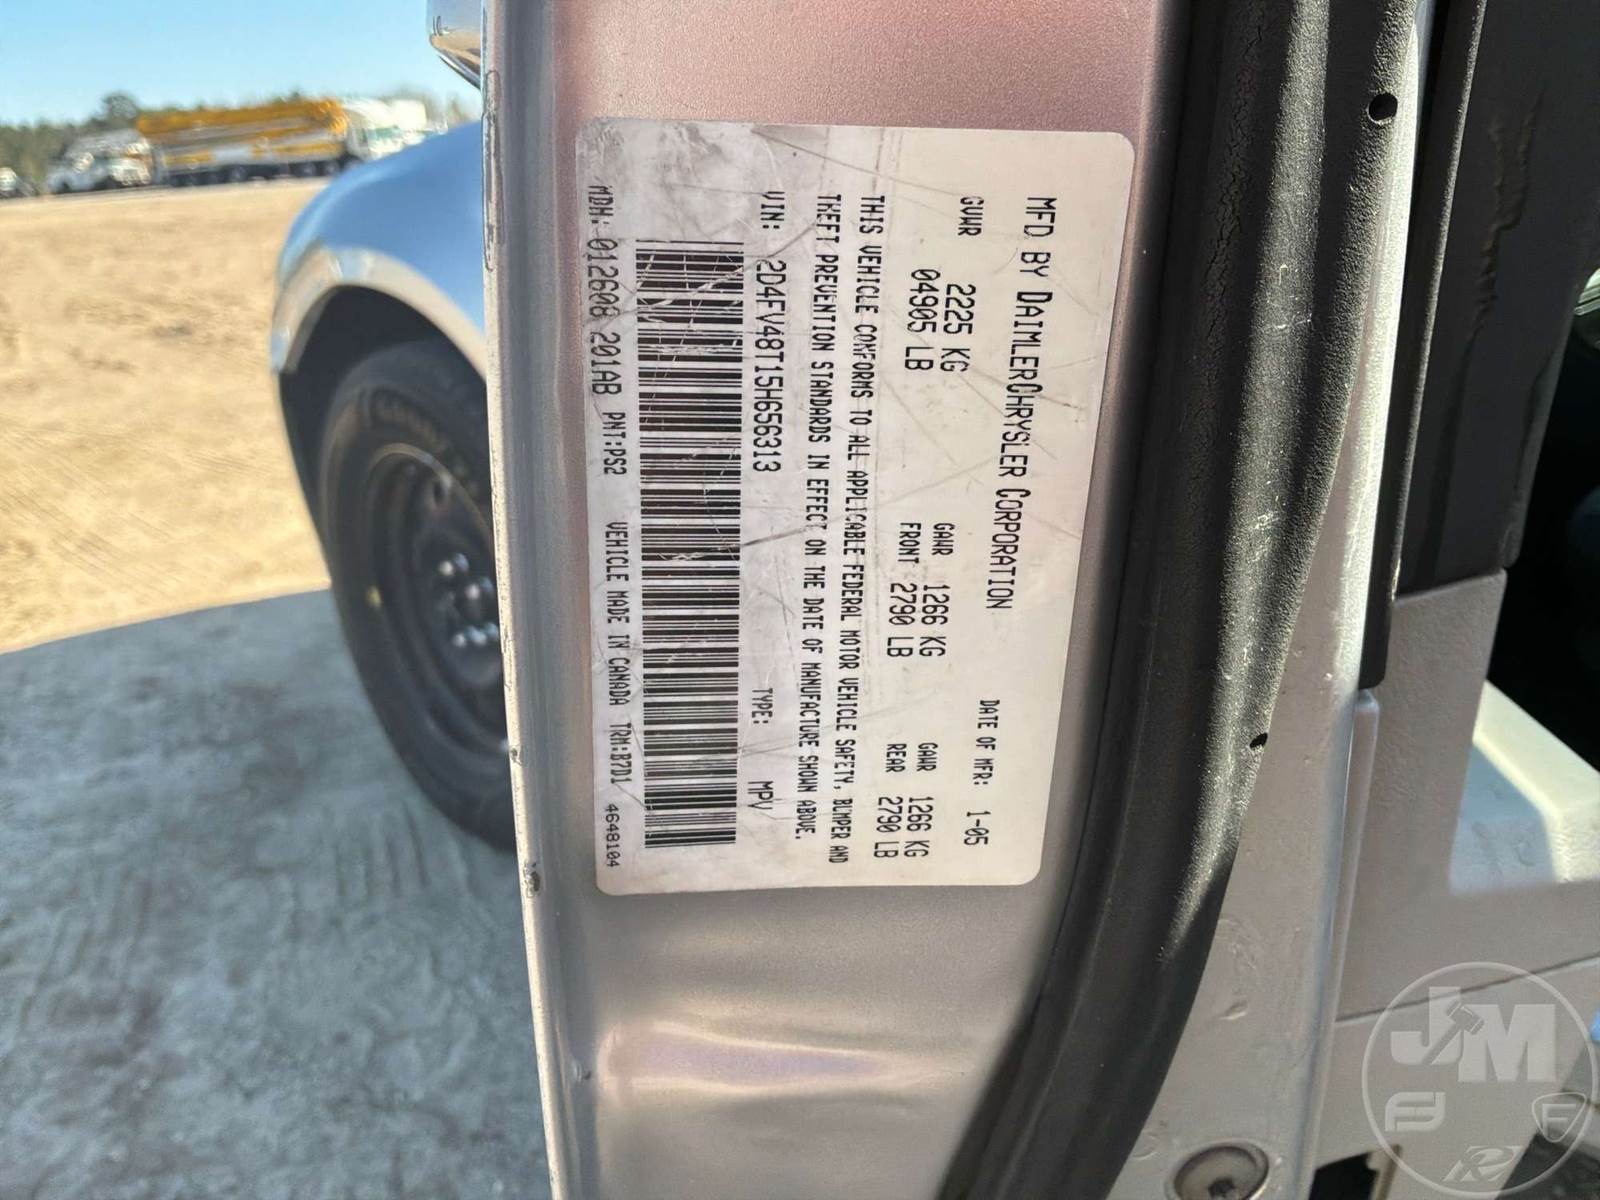 MFD BY DAIMLERCHRYSLER CORPORATION
DATE OF MFR: 1-05
GVWR 2225 KG
04905 LB
GAWR FRONT 1266 KG
2790 LB
GAWR REAR 1266 KG
2790 LB
THIS VEHICLE CONFORMS TO ALL APPLICABLE FEDERAL MOTOR VEHICLE SAFETY, BUMPER AND
THEFT PREVENTION STANDARDS IN EFFECT ON THE DATE OF MANUFACTURE SHOWN ABOVE.
VIN: 2D4FV48T15H656313 TYPE: MPV
MDH: 012608 201AB PNT:PS2 VEHICLE MADE IN CANADA TRM:B7D1 4648104
JM